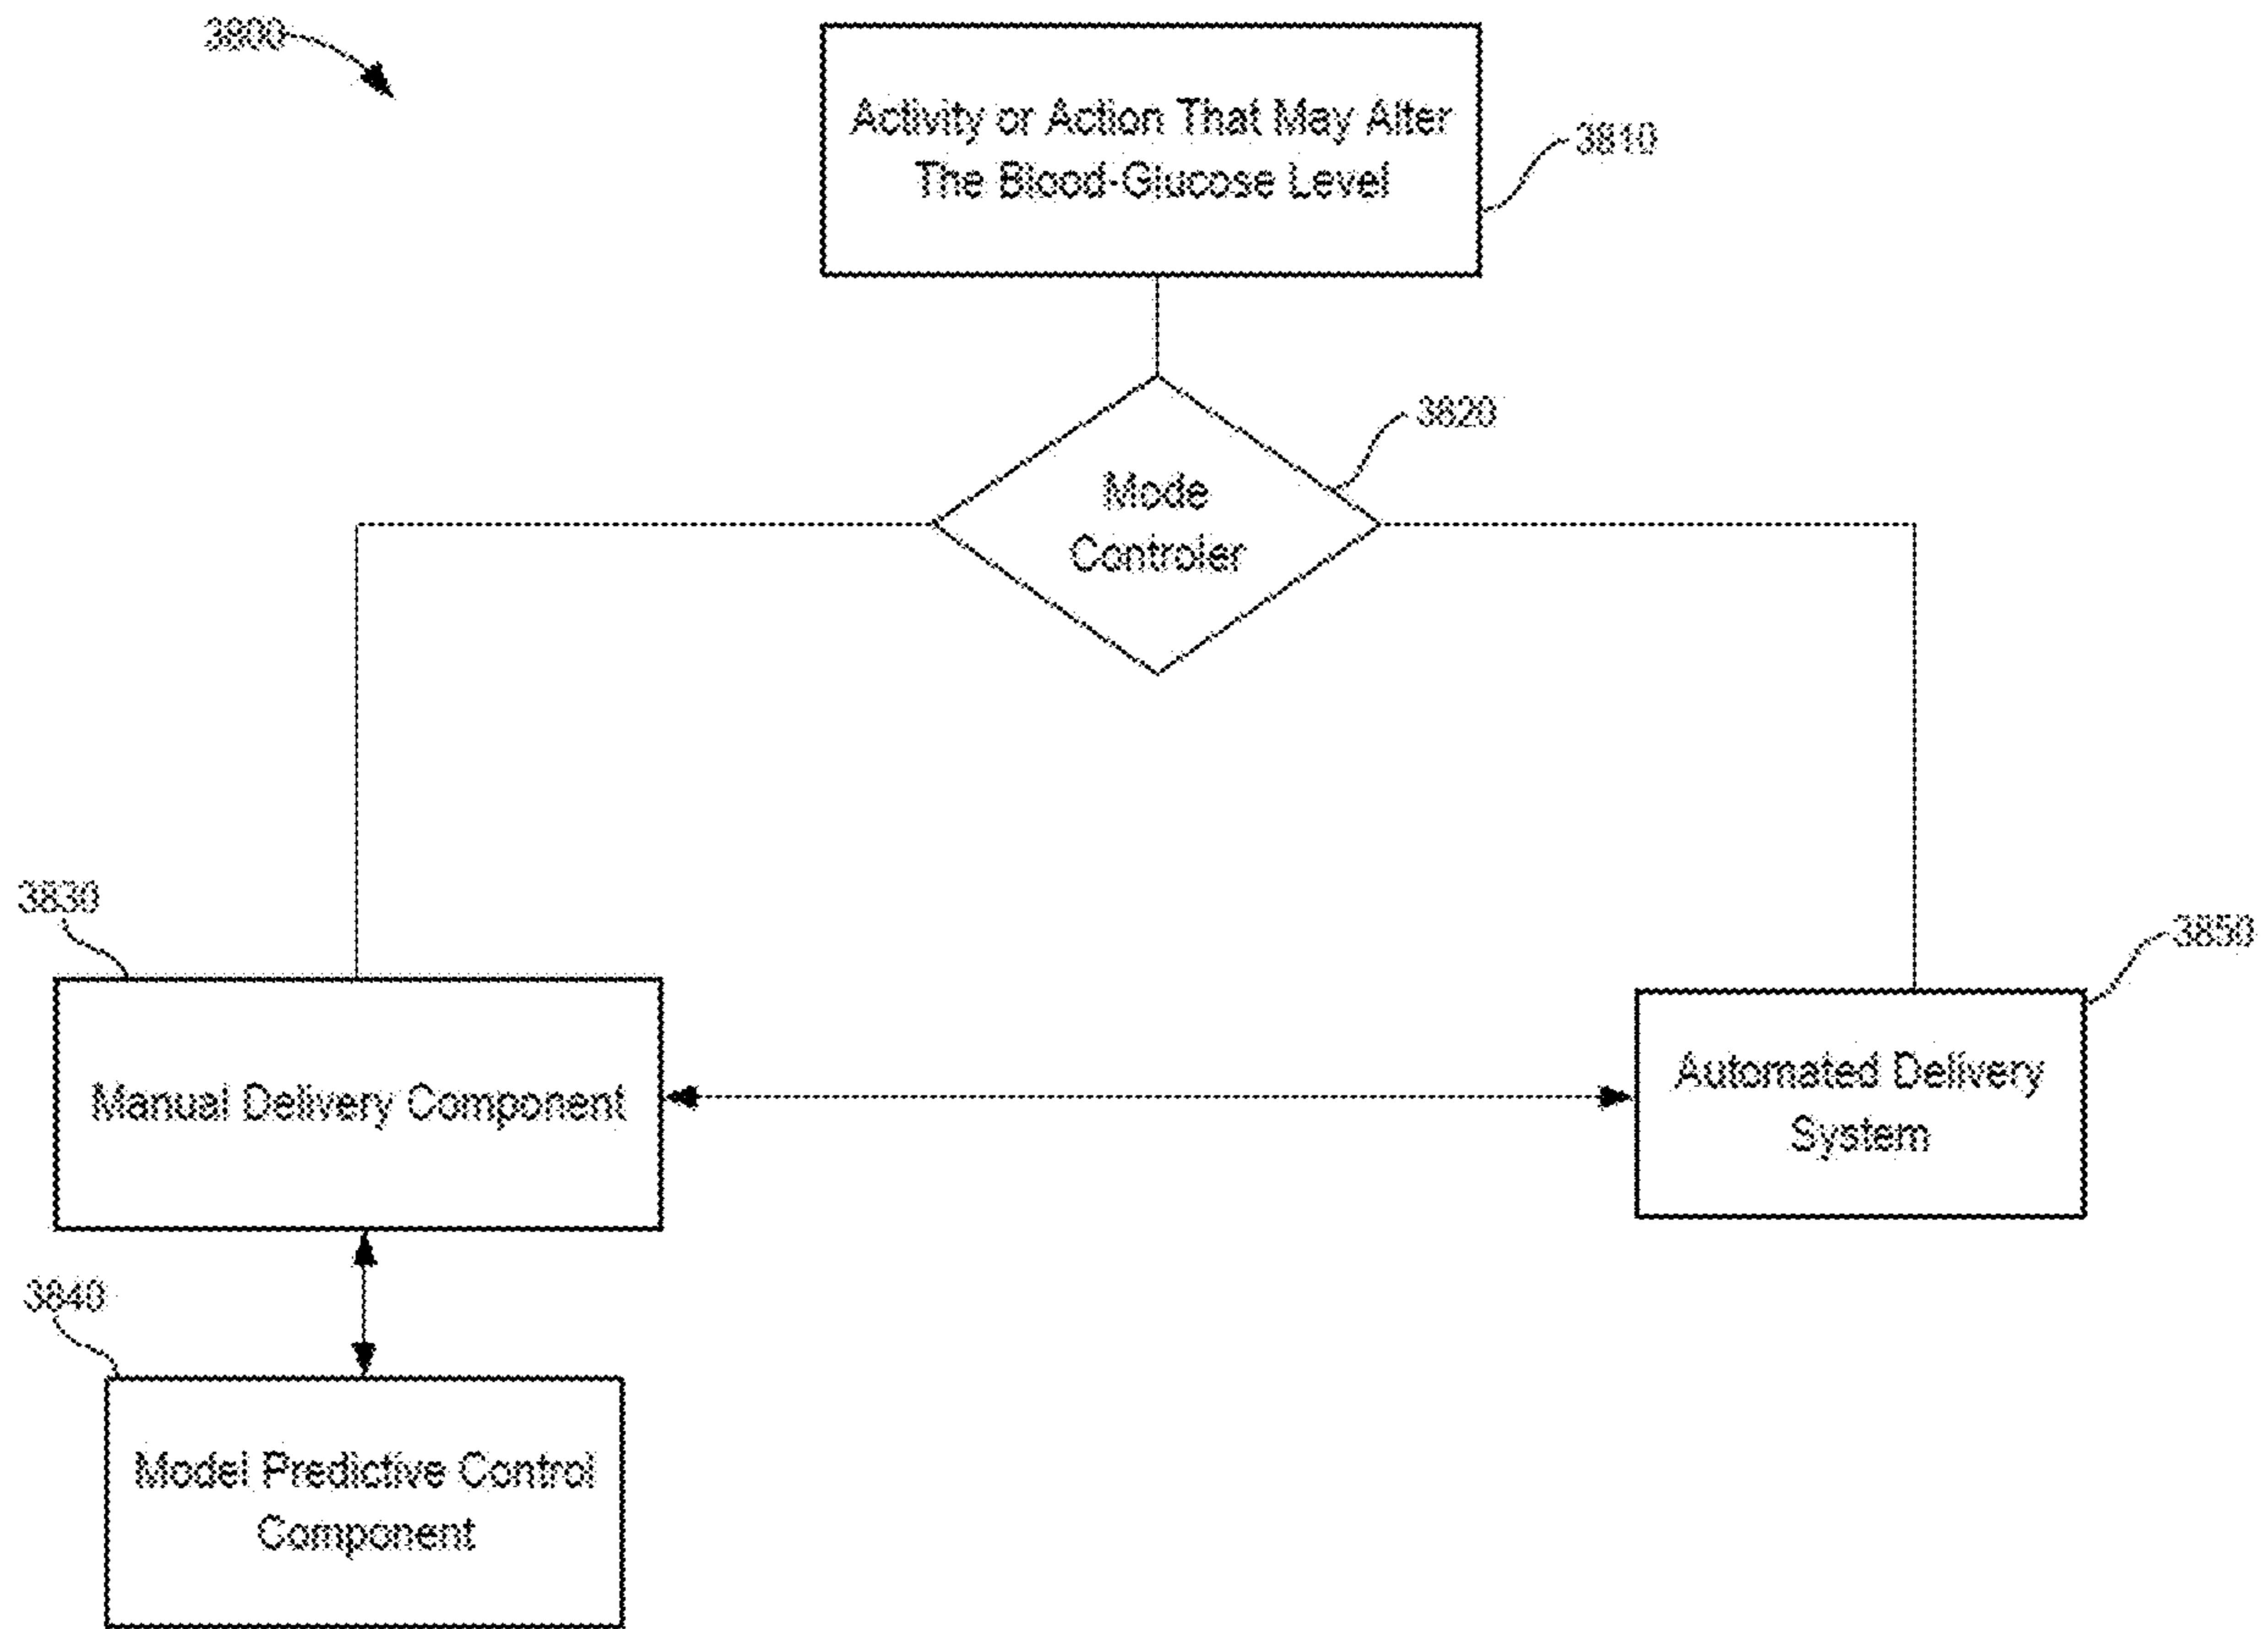 3800
Activity or Action That May Alter
The Blood-Glucose Level
3810
3820
Mode
Controler
3830
3850
Manual Delivery Component
Automated Delivery
System
3840
Model Predictive Control
Component